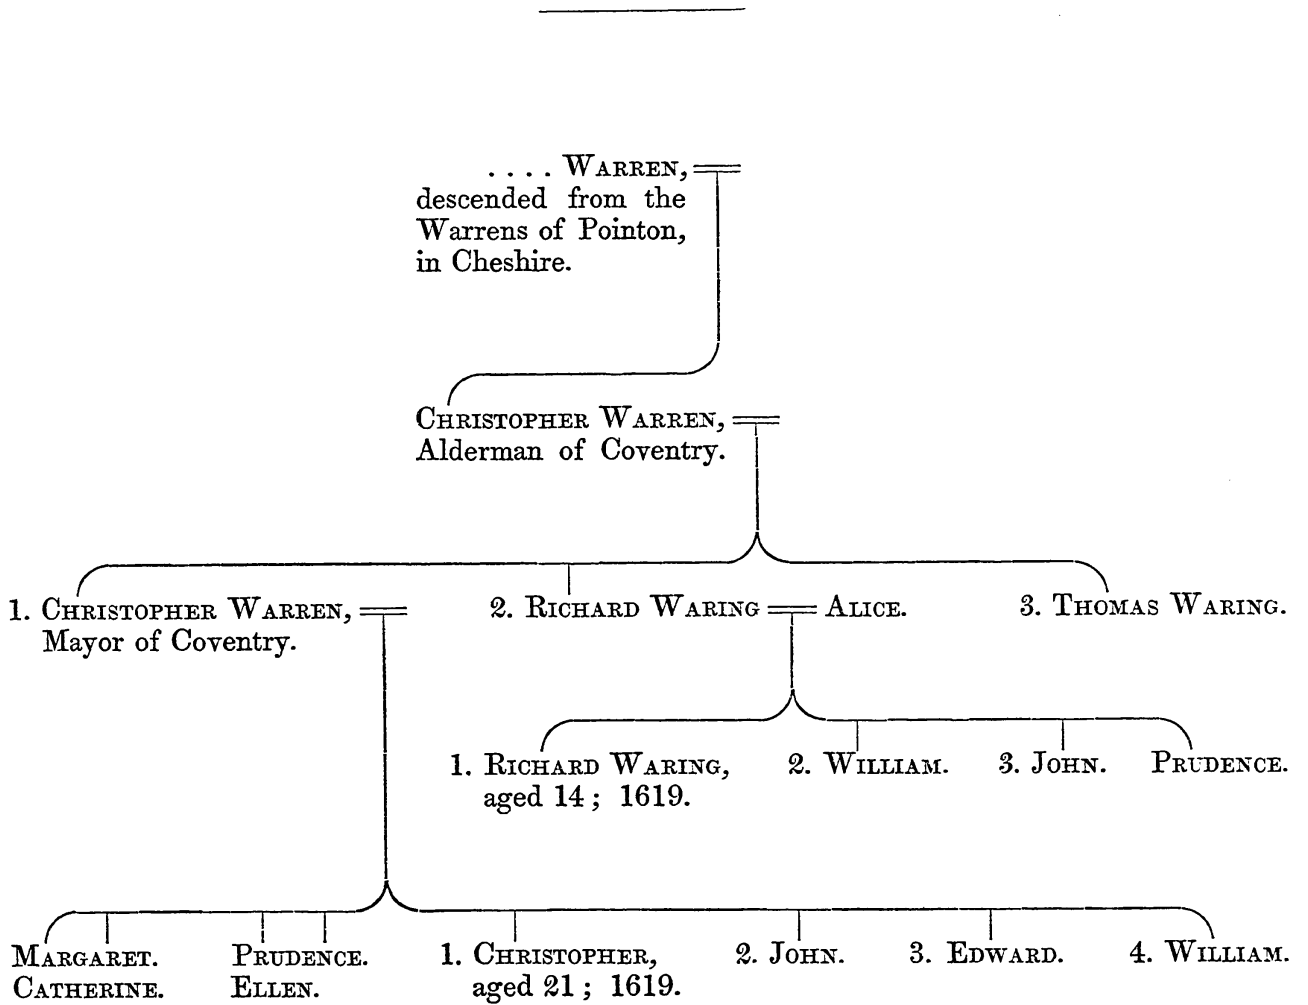 .... WARREN,
descended from the
Warrens of Pointon,
in Cheshire.
CHRISTOPHER WARREN,
Alderman of Coventry.
1. CHRISTOPHER WARREN,
Mayor of Coventry.
2. RICHARD WARING
ALICE.
3. THOMAS WARING.
1. RICHARD WARING,
aged 14; 1619.
2. WILLIAM.
3. JOHN.
PRUDENCE.
MARGARET.
CATHERINE.
PRUDENCE.
ELLEN.
1. CHRISTOPHER,
aged 21; 1619.
2. JOHN.
3. EDWARD.
4. WILLIAM.